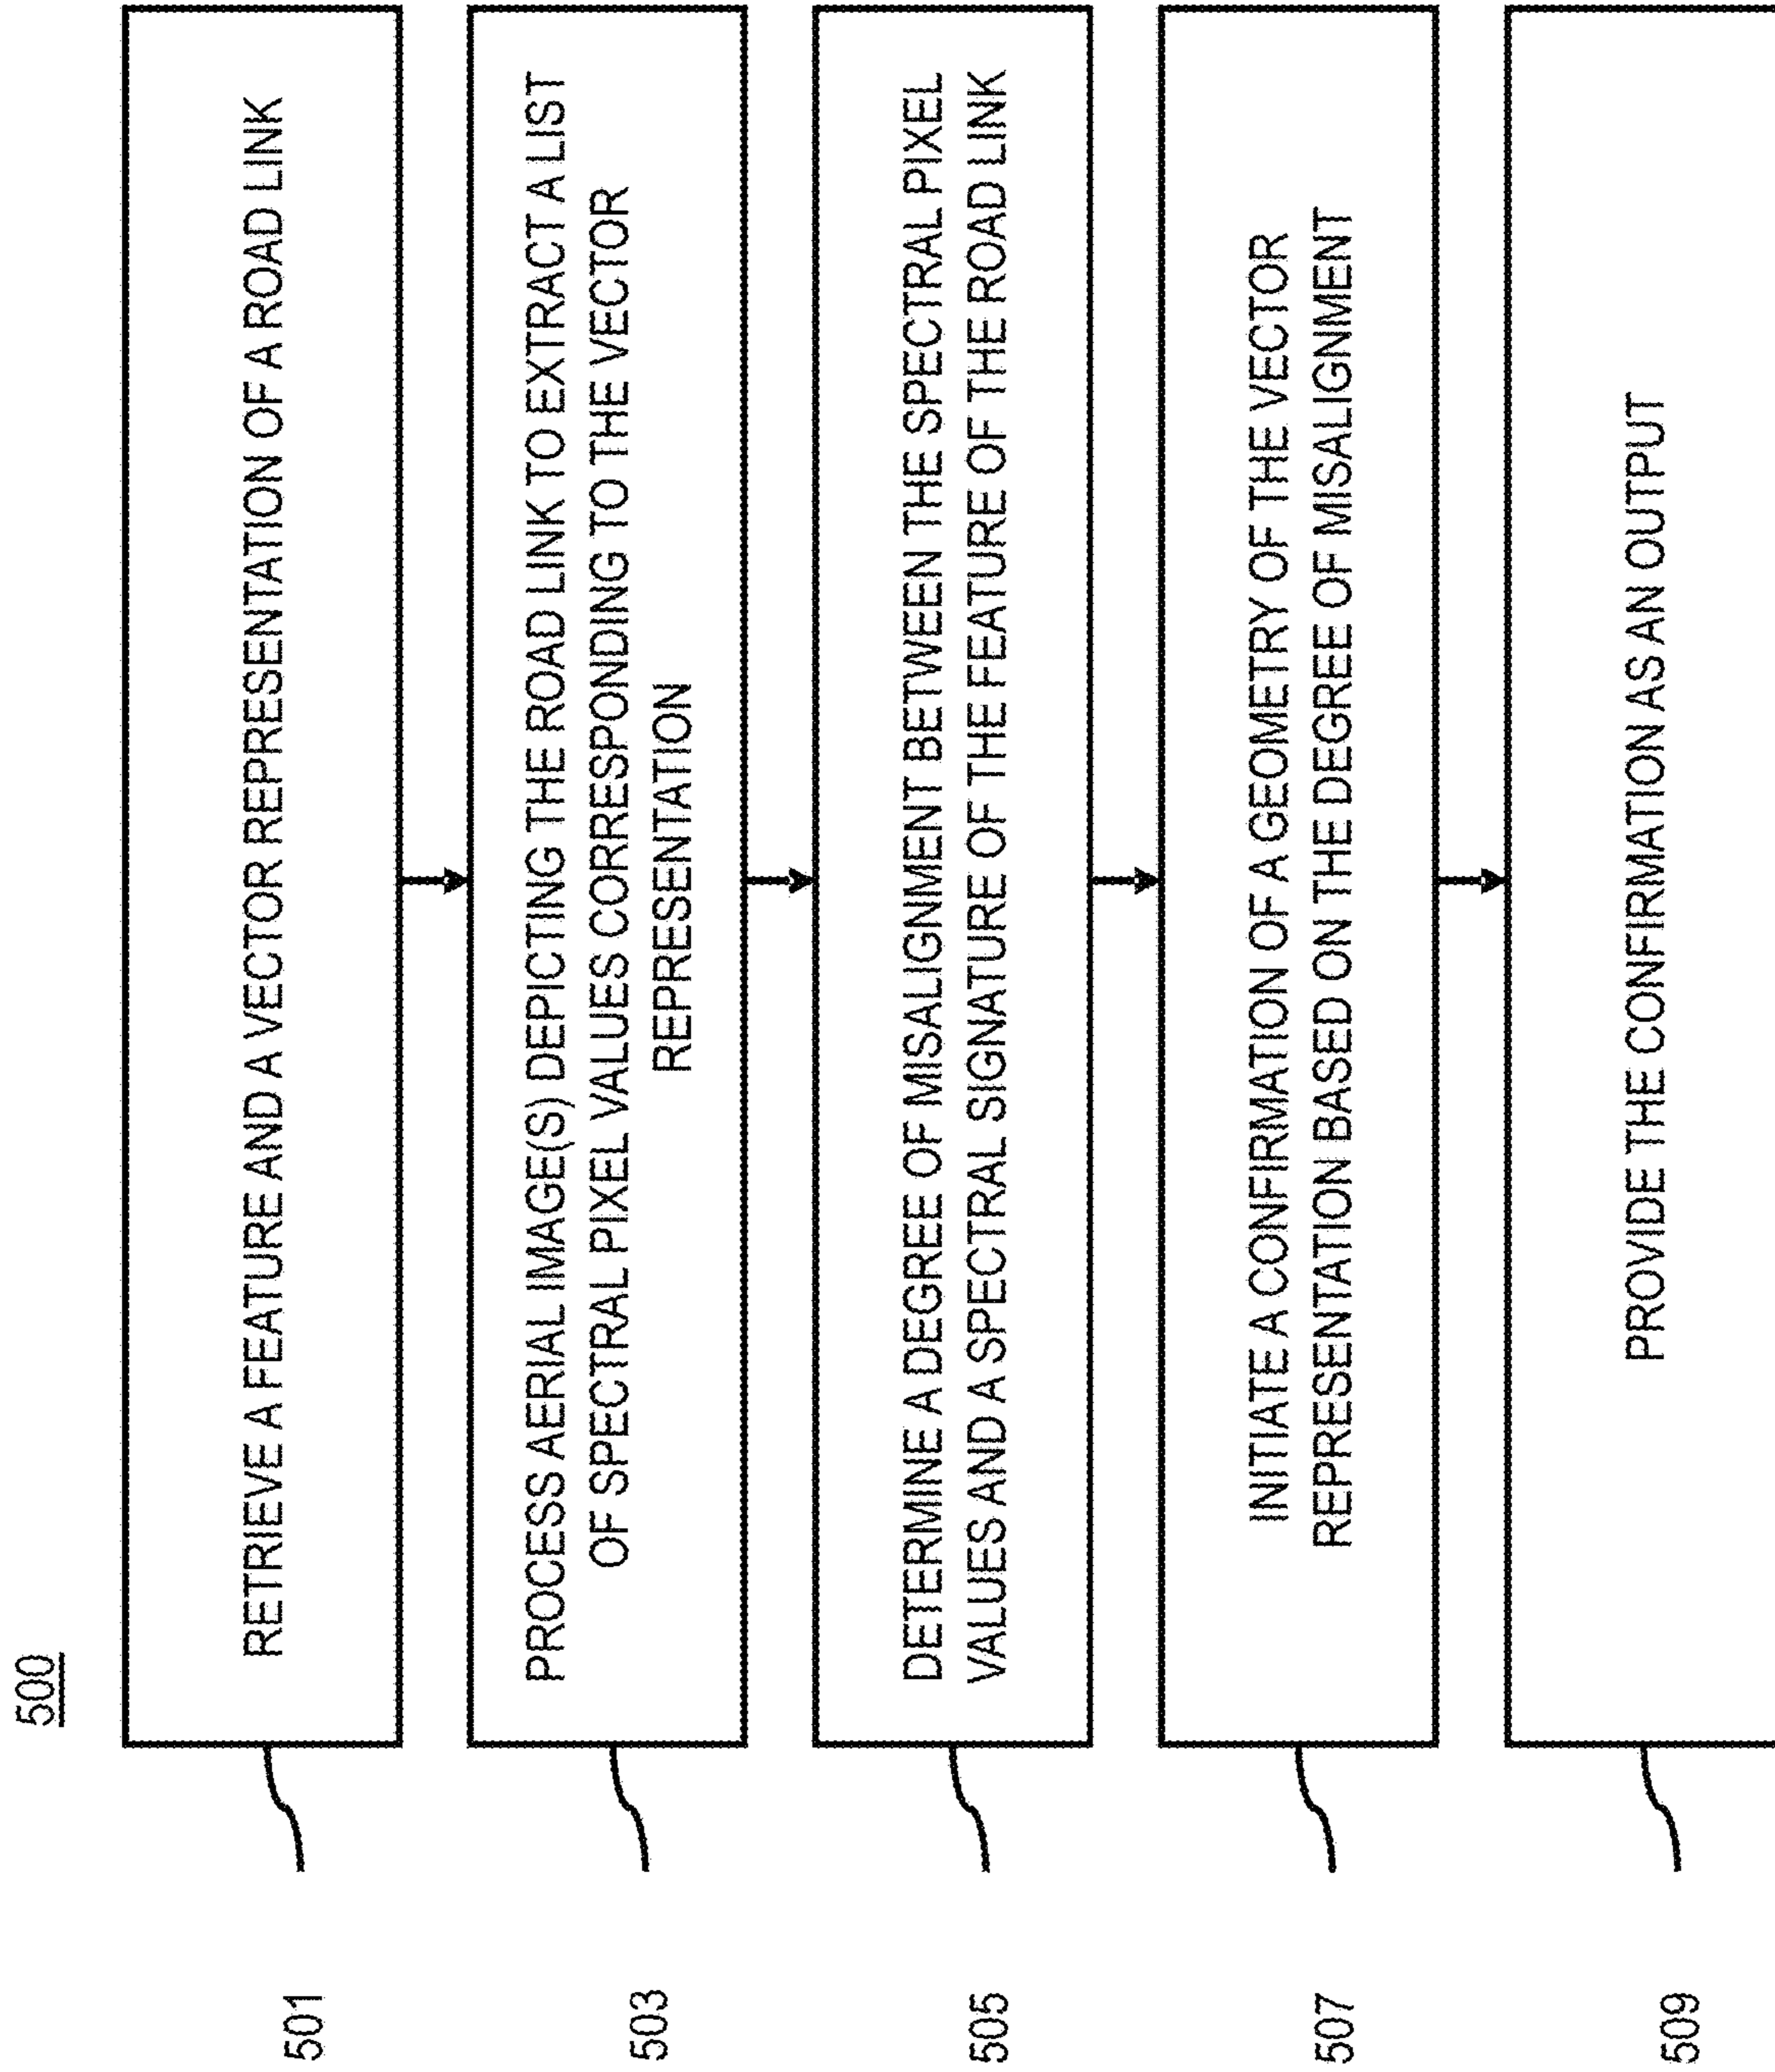 500
501
RETRIEVE A FEATURE AND A VECTOR REPRESENTATION OF A ROAD LINK
503
PROCESS AERIAL IMAGE(S) DEPICTING THE ROAD LINK TO EXTRACT A LIST
OF SPECTRAL PIXEL VALUES CORRESPONDING TO THE VECTOR
REPRESENTATION
505
DETERMINE A DEGREE OF MISALIGNMENT BETWEEN THE SPECTRAL PIXEL
VALUES AND A SPECTRAL SIGNATURE OF THE FEATURE OF THE ROAD LINK
507
INITIATE A CONFIRMATION OF A GEOMETRY OF THE VECTOR
REPRESENTATION BASED ON THE DEGREE OF MISALIGNMENT
509
PROVIDE THE CONFIRMATION AS AN OUTPUT